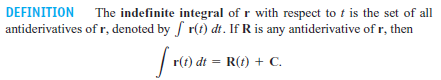 DEFINITION The indefinite integral of r with respect to t is the set of all
antiderivatives of r, denoted by ∫ r(t) dt. If R is any antiderivative of r, then
∫ r(t) dt = R(t) + C.